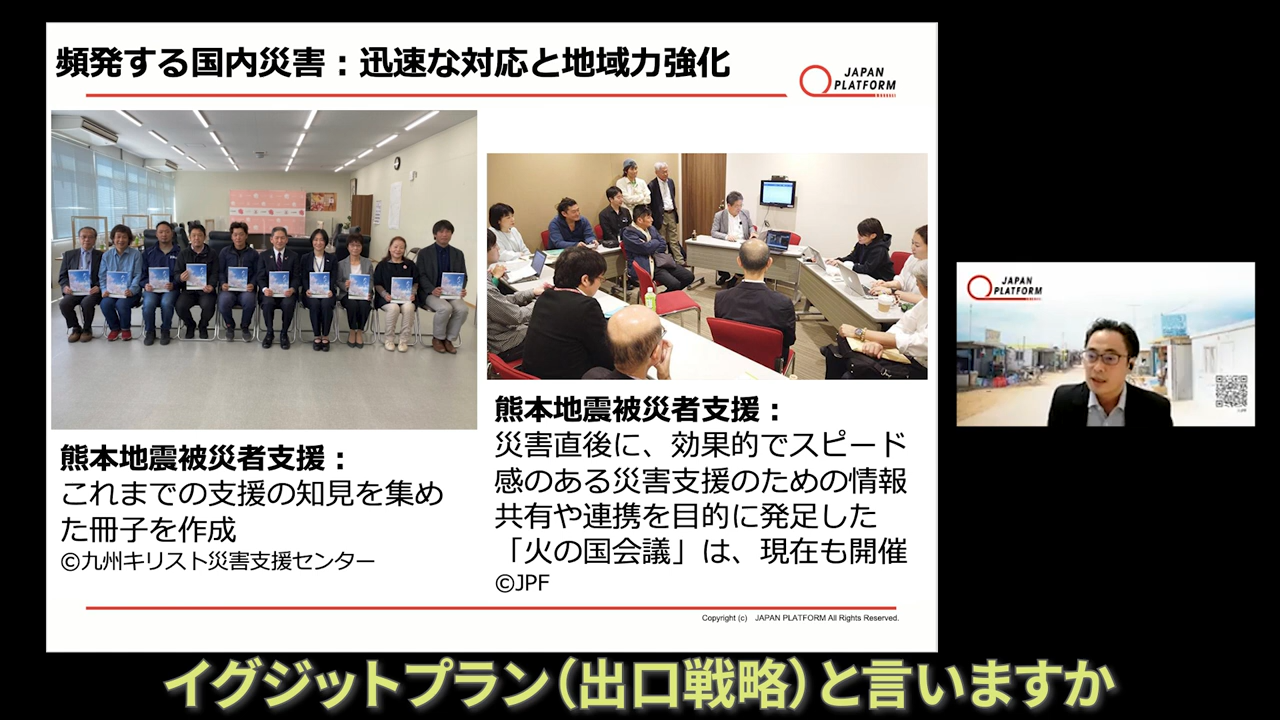 頻発する国内災害：迅速な対応と地域力強化
JAPAN
PLATFORM
熊本地震被災者支援：
これまでの支援の知見を集め
た冊子を作成
©九州キリスト災害支援センター
熊本地震被災者支援：
災害直後に、効果的でスピード
感のある災害支援のための情報
共有や連携を目的に発足した
「火の国会議」は、現在も開催
©JPF
Copyright (c) JAPAN PLATFORM All Rights Reserved.
JAPAN
PLATFORM
イグジットプラン（出口戦略）と言いますか